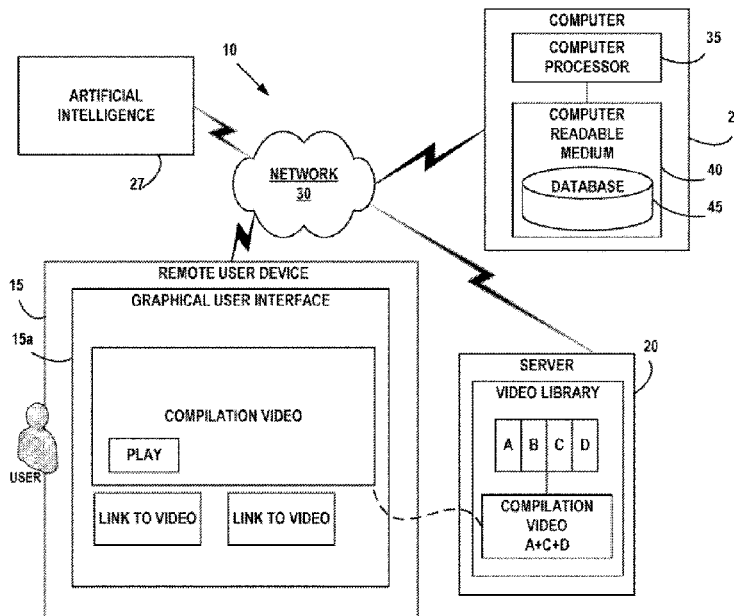 COMPUTER
COMPUTER
PROCESSOR
35
10
ARTIFICIAL
INTELLIGENCE
27
COMPUTER
READABLE
MEDIUM
2
40
DATABASE
45
NETWORK
30
REMOTE USER DEVICE
15
GRAPHICAL USER INTERFACE
15a
COMPILATION VIDEO
PLAY
USER
LINK TO VIDEO
LINK TO VIDEO
20
SERVER
VIDEO LIBRARY
A B C D
COMPILATION
VIDEO
A+C+D